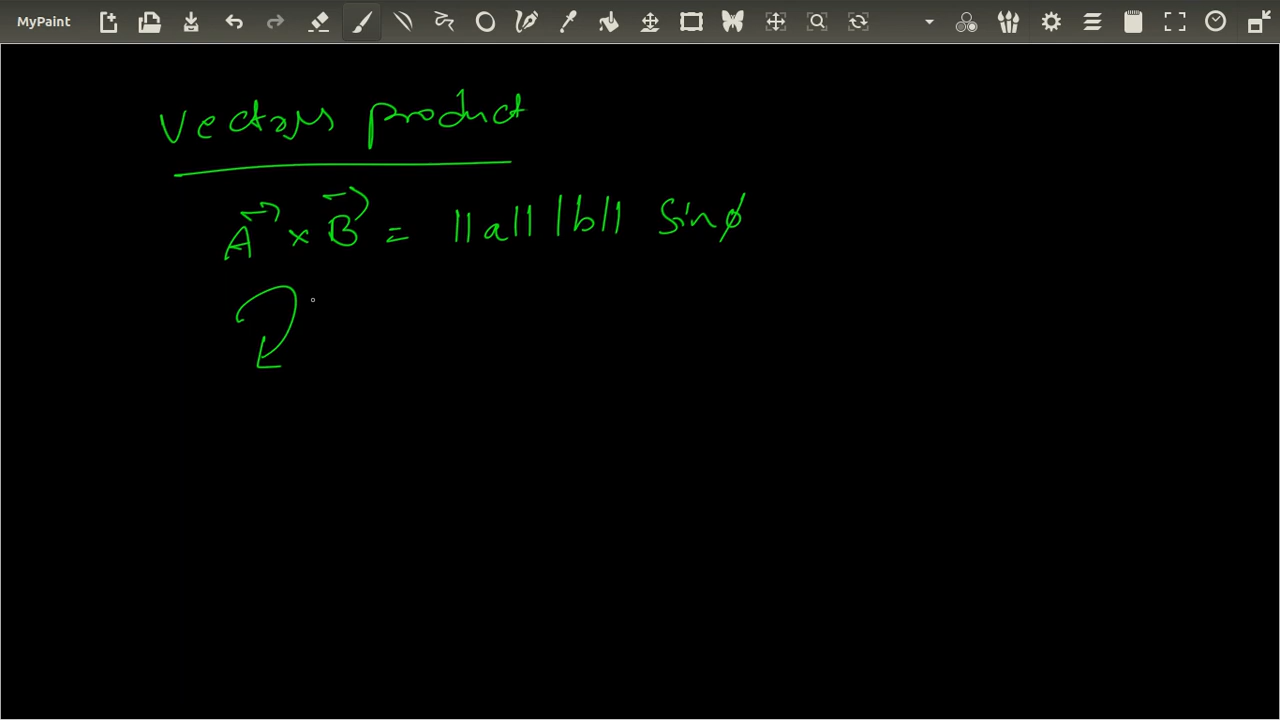 MyPaint
vectors product
A⃗ × B⃗ = ||a|| |b|| sinϕ